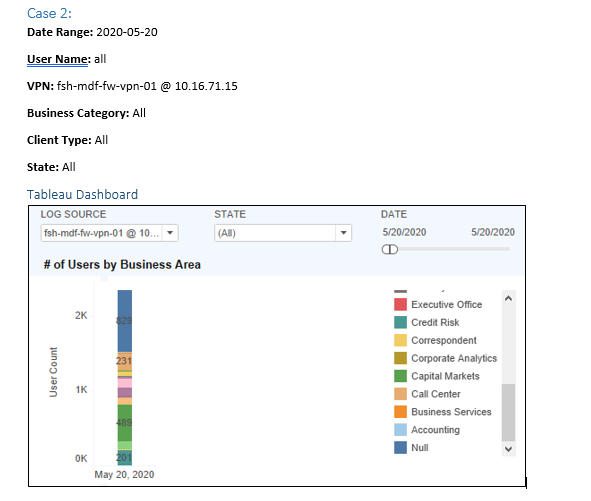 Case 2:
Date Range: 2020-05-20
User Name: all
VPN: fsh-mdf-fw-vpn-01 @ 10.16.71.15
Business Category: All
Client Type: All
State: All
Tableau Dashboard
LOG SOURCE STATE DATE
fsh-mdf-fw-vpn-01 @ 10... (All) 5/20/2020 5/20/2020
# of Users by Business Area
Executive Office
Credit Risk
Correspondent
Corporate Analytics
Capital Markets
Call Center
Business Services
Accounting
Null
User Count
2K
1K
0K
829
231
489
201
May 20, 2020